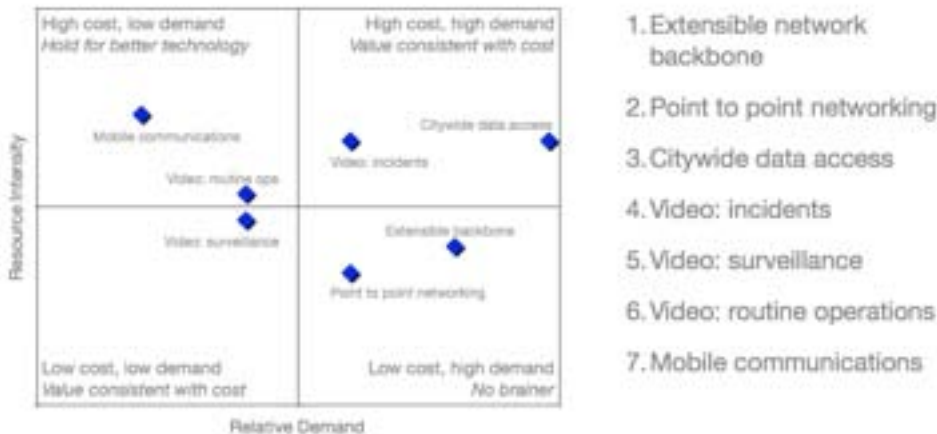 High cost, low demand
Hold for better technology
High cost, high demand
Value consistent with cost
Mobile communications
Citywide data access
Video: incidents
Video: routine ops
Video: surveillance
Extensible backbone
Point to point networking
Low cost, low demand
Value consistent with cost
Low cost, high demand
No brainer
Resource Intensity
Relative Demand
1. Extensible network
backbone
2. Point to point networking
3. Citywide data access
4. Video: incidents
5. Video: surveillance
6. Video: routine operations
7. Mobile communications